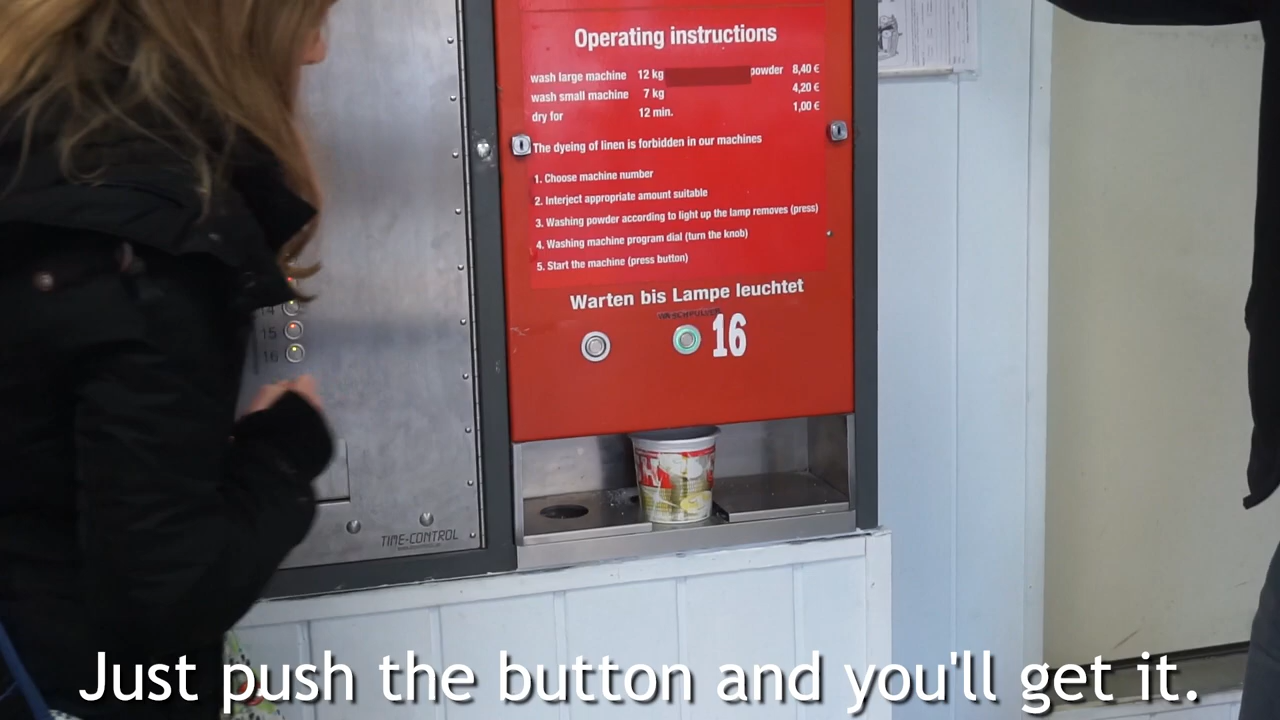 Operating instructions
wash large machine 12 kg powder 8,40 €
wash small machine 7 kg 4,20 €
dry for 12 min. 1,00 €
The dyeing of linen is forbidden in our machines
1. Choose machine number
2. Interject appropriate amount suitable
3. Washing powder according to light up the lamp removes (press)
4. Washing machine program dial (turn the knob)
5. Start the machine (press button)
Warten bis Lampe leuchtet
WASCHPULVER
16
14
15
16
TIME-CONTROL
Just push the button and you'll get it.